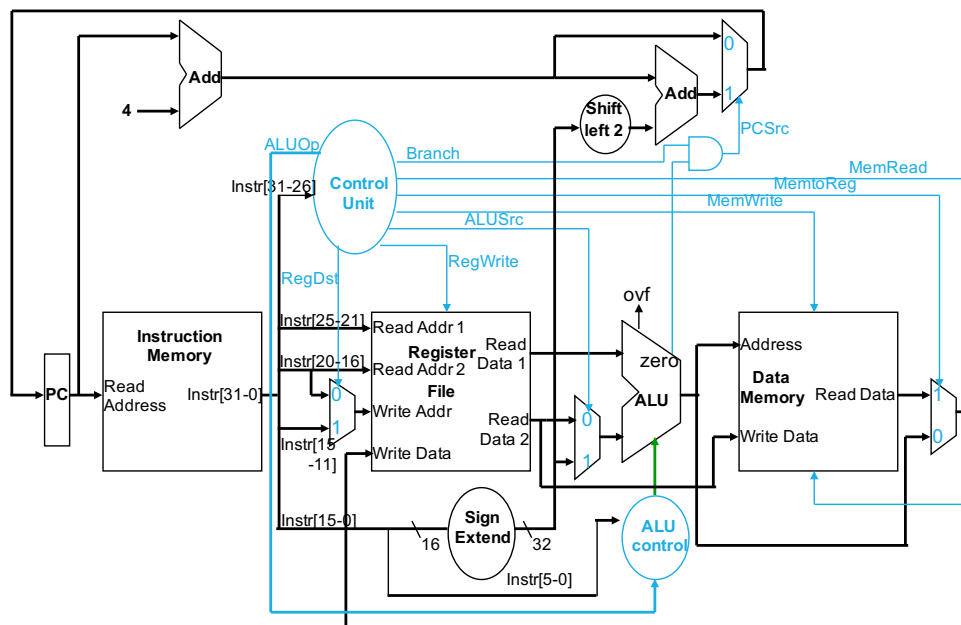 0
Add
Add
4
1
Shift
left 2
PCSrc
ALUOp
Branch
MemRead
Instr[31-26]
Control
Unit
MemtoReg
MemWrite
ALUSrc
RegWrite
RegDst
ovf
Instruction
Memory
Instr[25-21]
Read Addr 1
Register
File
Read
Data 1
zero
Address
Instr[20-16]
Read Addr 2
Data
Memory
PC
Read
Address
Instr[31-0]
0
Write Addr
ALU
Read Data
1
1
Read
Data 2
0
Write Data
0
Instr[15
-11]
Write Data
1
Instr[15-0]
Sign
Extend
16
32
ALU
control
Instr[5-0]